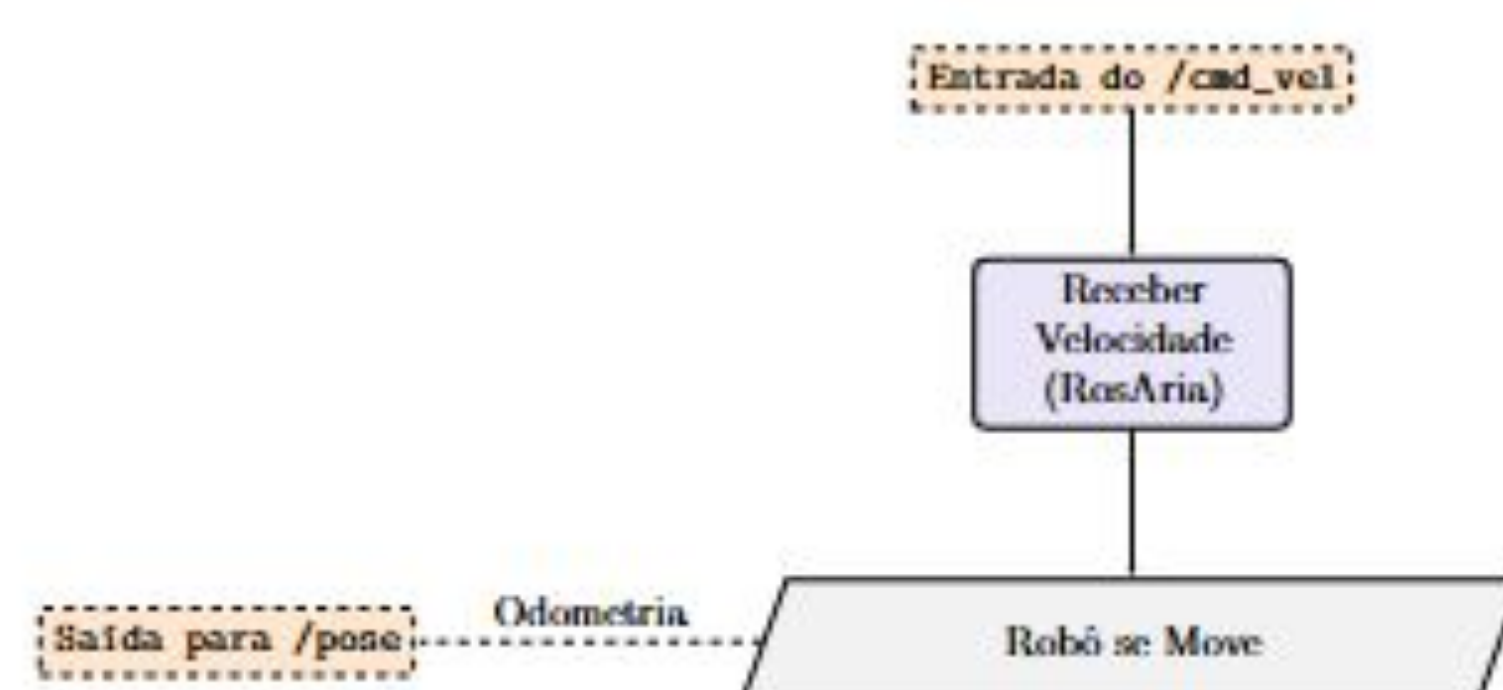 Entrada do /cmd_vel
Receber
Velocidade
(RosAria)
Odometria
Saída para /pose
Robô se Move